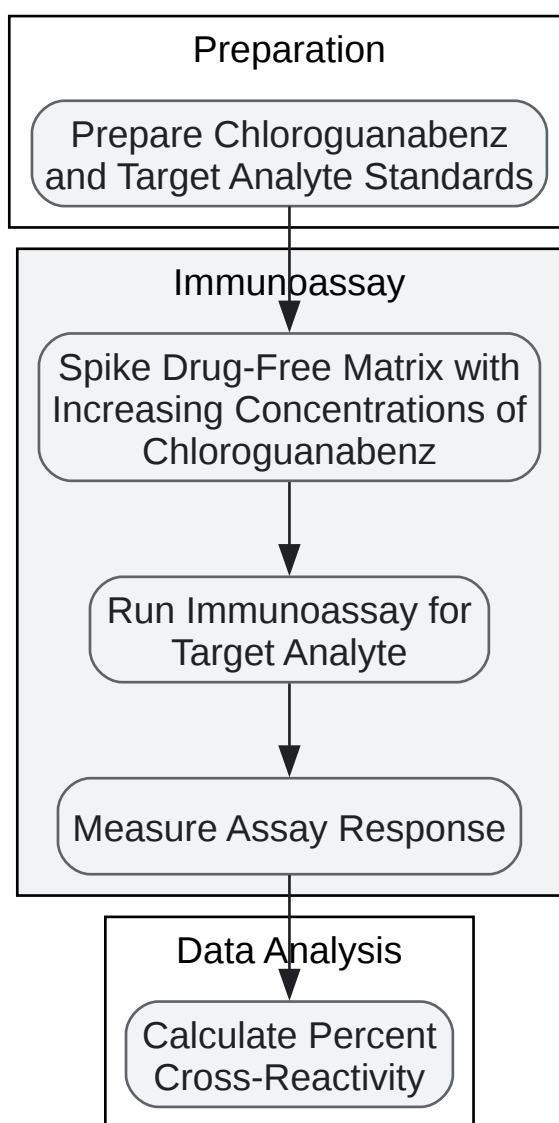 Preparation
Prepare Chloroguanabenz
and Target Analyte Standards
Immunoassay
Spike Drug-Free Matrix with
Increasing Concentrations of
Chloroguanabenz
Run Immunoassay for
Target Analyte
Measure Assay Response
Data Analysis
Calculate Percent
Cross-Reactivity